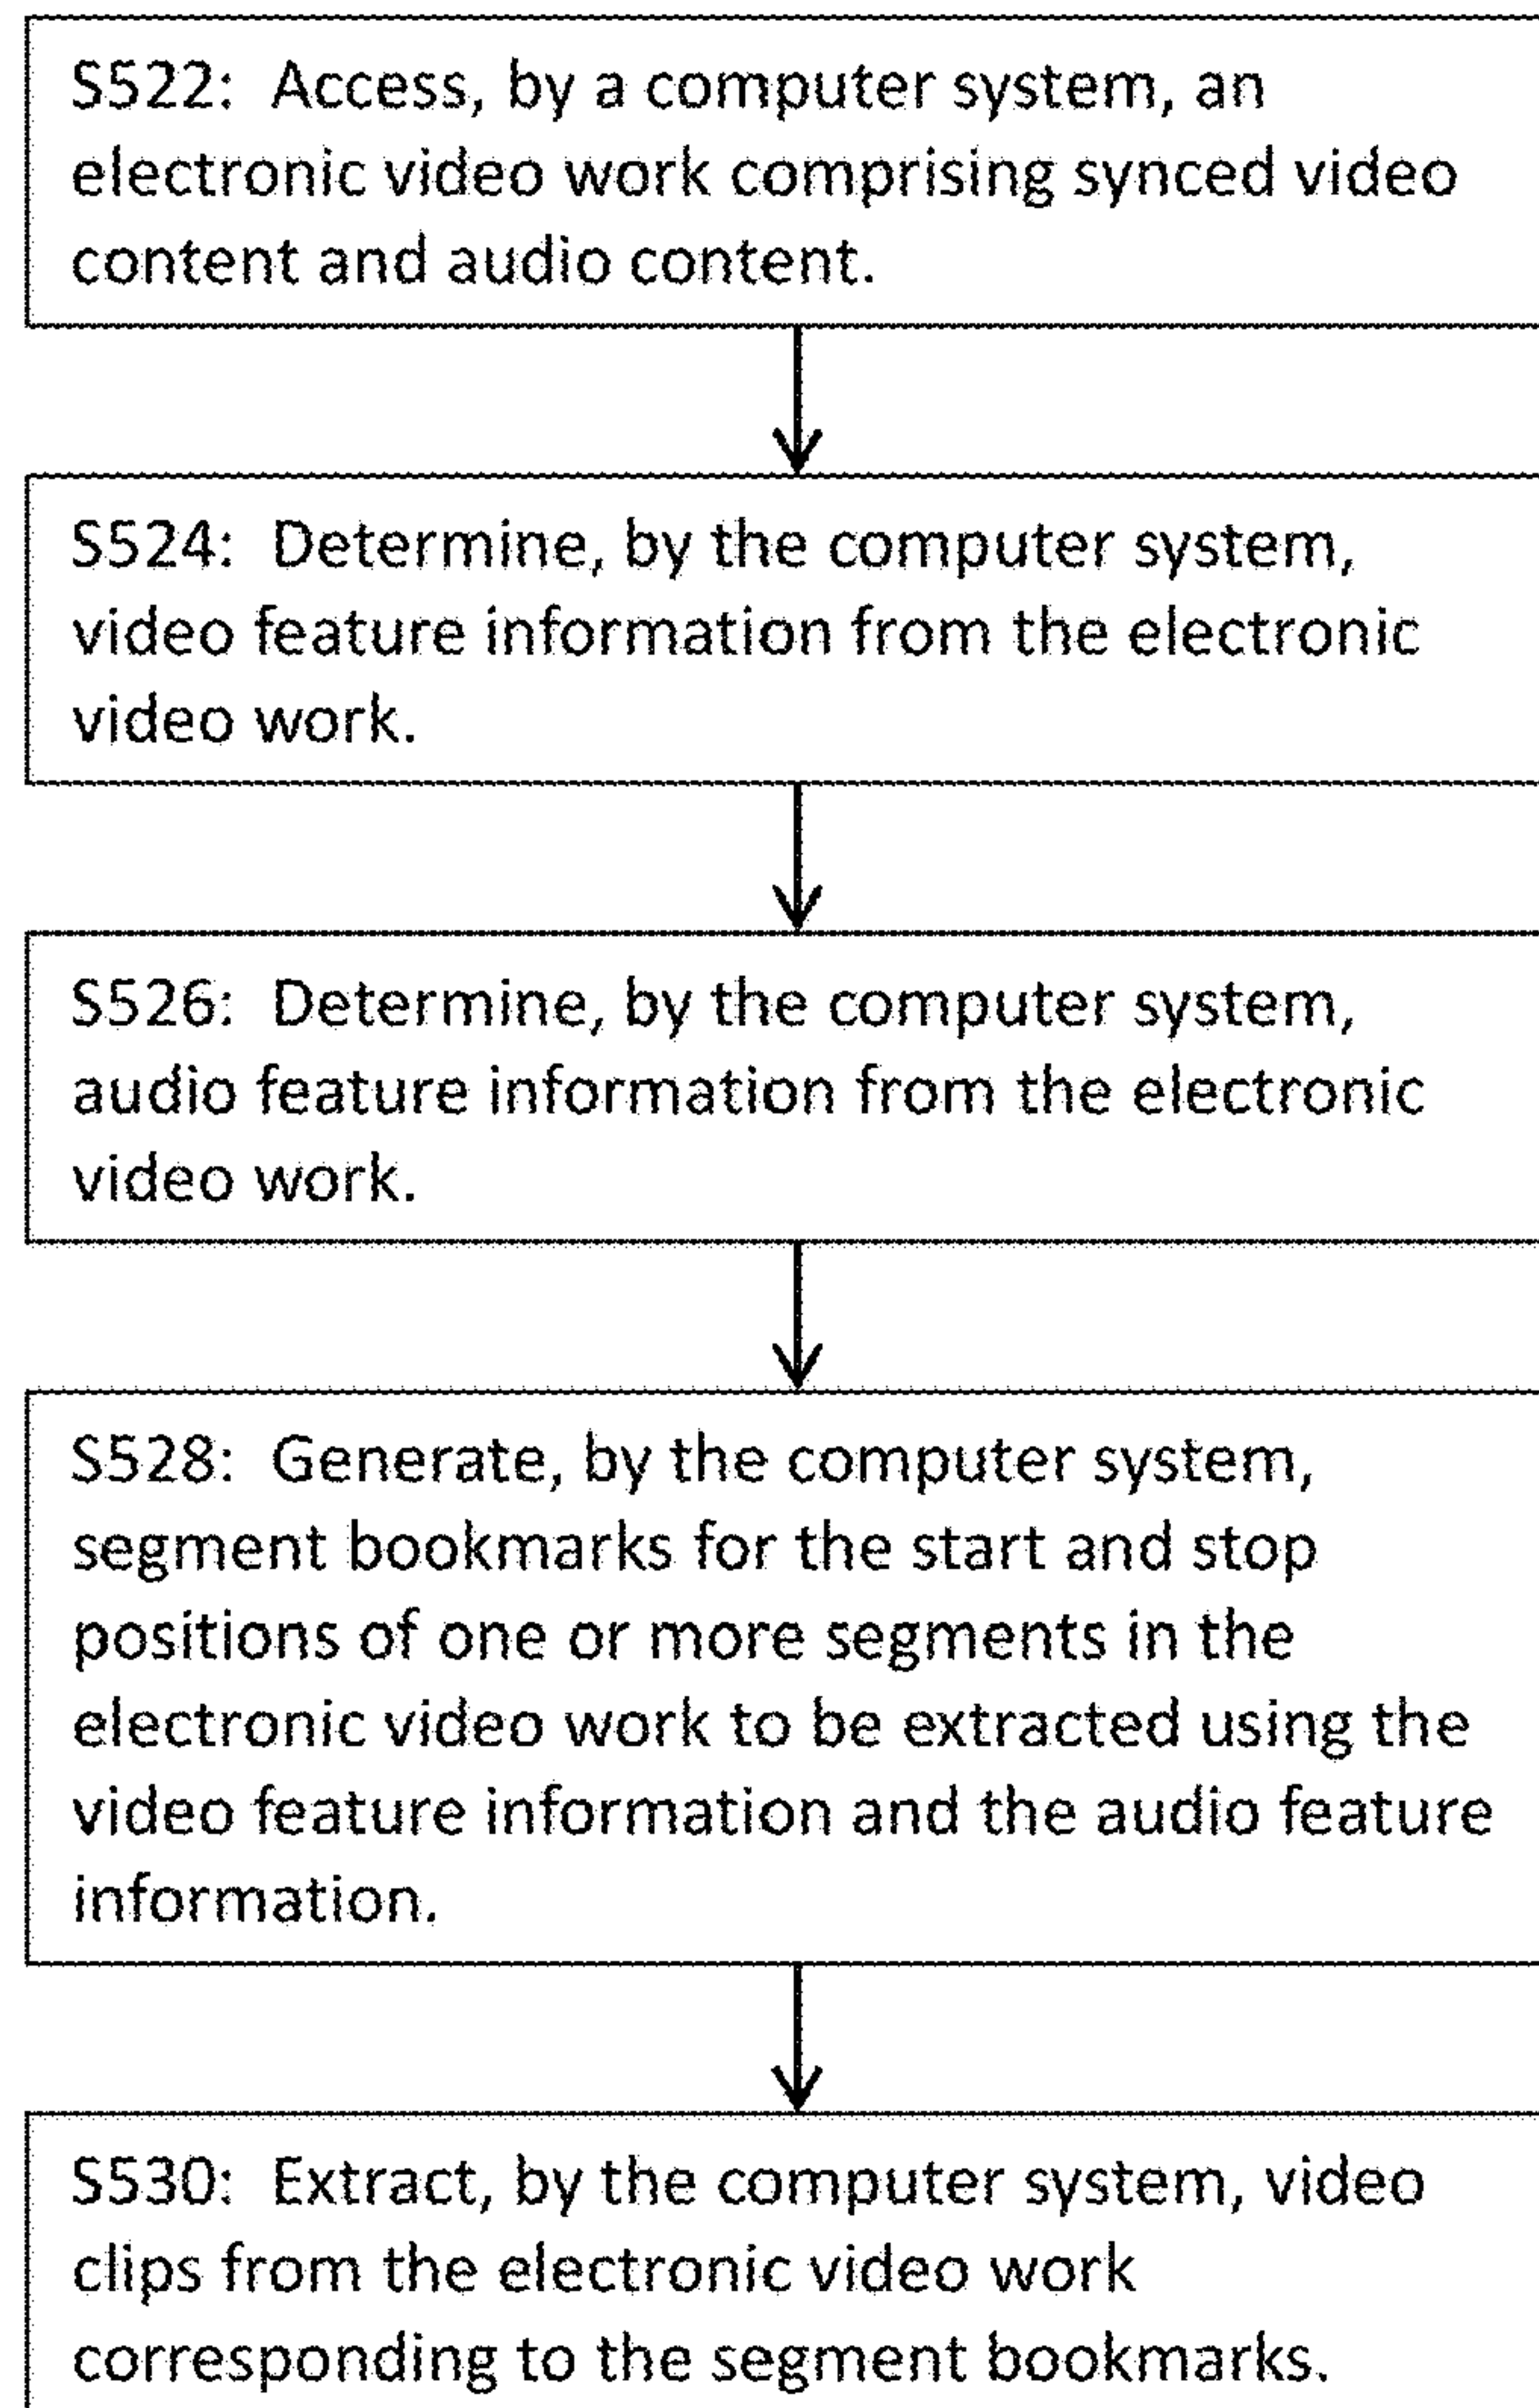 S522:  Access, by a computer system, an
electronic video work comprising synced video
content and audio content.
S524:  Determine, by the computer system,
video feature information from the electronic
video work.
S526:  Determine, by the computer system,
audio feature information from the electronic
video work.
S528:  Generate, by the computer system,
segment bookmarks for the start and stop
positions of one or more segments in the
electronic video work to be extracted using the
video feature information and the audio feature
information.
S530:  Extract, by the computer system, video
clips from the electronic video work
corresponding to the segment bookmarks.